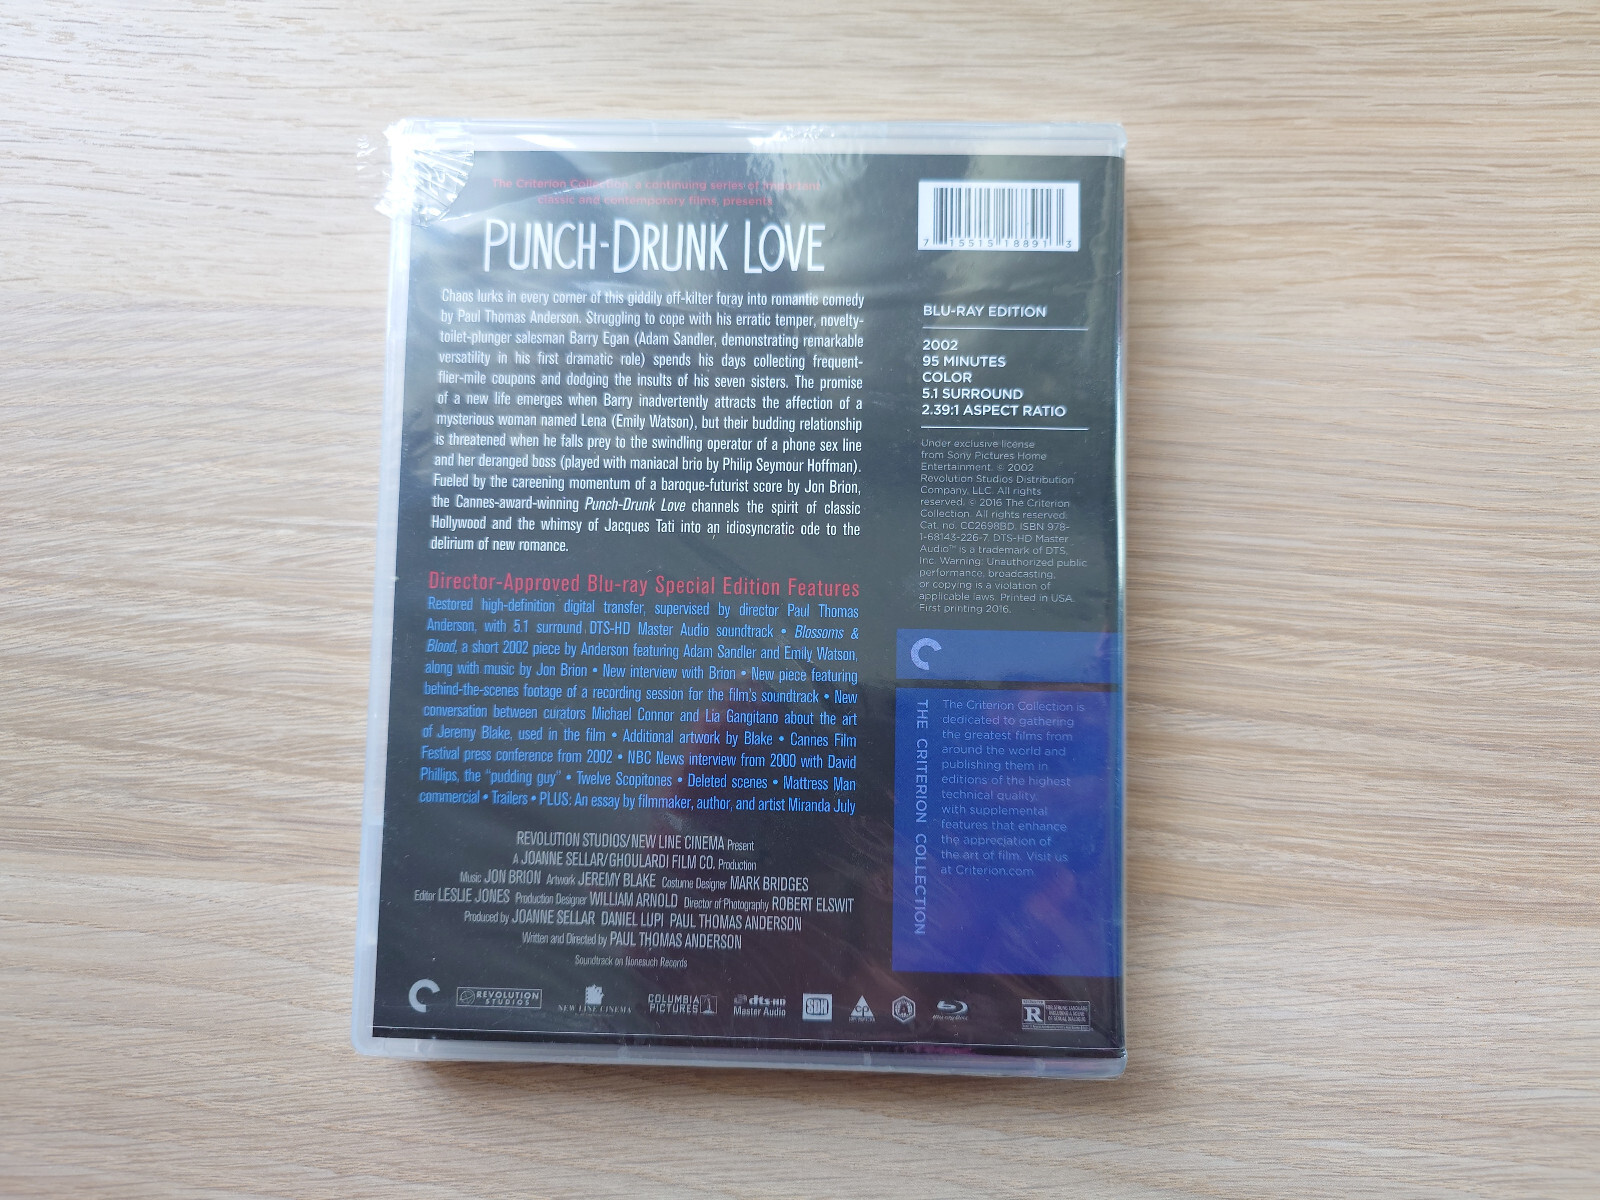 The Criterion Collection, a continuing series of important
classic and contemporary films, presents
PUNCH-DRUNK LOVE
Chaos lurks in every corner of this giddily off-kilter foray into romantic comedy
by Paul Thomas Anderson. Struggling to cope with his erratic temper, novelty-
toilet-plunger salesman Barry Egan (Adam Sandler, demonstrating remarkable
versatility in his first dramatic role) spends his days collecting frequent-
flier-mile coupons and dodging the insults of his seven sisters. The promise
of a new life emerges when Barry inadvertently attracts the affection of a
mysterious woman named Lena (Emily Watson), but their budding relationship
is threatened when he falls prey to the swindling operator of a phone sex line
and her deranged boss (played with maniacal brio by Philip Seymour Hoffman).
Fueled by the careening momentum of a baroque-futurist score by Jon Brion,
the Cannes-award-winning Punch-Drunk Love channels the spirit of classic
Hollywood and the whimsy of Jacques Tati into an idiosyncratic ode to the
delirium of new romance.
Director-Approved Blu-ray Special Edition Features
Restored high-definition digital transfer, supervised by director Paul Thomas
Anderson, with 5.1 surround DTS-HD Master Audio soundtrack • Blossoms &
Blood, a short 2002 piece by Anderson featuring Adam Sandler and Emily Watson,
along with music by Jon Brion • New interview with Brion • New piece featuring
behind-the-scenes footage of a recording session for the film's soundtrack • New
conversation between curators Michael Connor and Lia Gangitano about the art
of Jeremy Blake, used in the film • Additional artwork by Blake • Cannes Film
Festival press conference from 2002 • NBC News interview from 2000 with David
Phillips, the "pudding guy" • Twelve Scopitones • Deleted scenes • Mattress Man
commercial • Trailers • PLUS: An essay by filmmaker, author, and artist Miranda July
REVOLUTION STUDIOS/NEW LINE CINEMA Present
A JOANNE SELLAR/GHOULARDI FILM CO. Production
Music JON BRION Artwork JEREMY BLAKE Costume Designer MARK BRIDGES
Editor LESLIE JONES Production Designer WILLIAM ARNOLD Director of Photography ROBERT ELSWIT
Produced by JOANNE SELLAR DANIEL LUPI PAUL THOMAS ANDERSON
Written and Directed by PAUL THOMAS ANDERSON
Soundtrack on Nonesuch Records
REVOLUTION STUDIOS
NEW LINE CINEMA
COLUMBIA PICTURES
dts-HD Master Audio
SDH
Blu-ray Disc
R
7 15515 18891 3
BLU-RAY EDITION
2002
95 MINUTES
COLOR
5.1 SURROUND
2.39:1 ASPECT RATIO
Under exclusive license
from Sony Pictures Home
Entertainment. © 2002
Revolution Studios Distribution
Company, LLC. All rights
reserved. © 2016 The Criterion
Collection. All rights reserved.
Cat. no. CC2698BD. ISBN 978-
1-68143-226-7. DTS-HD Master
Audio™ is a trademark of DTS,
Inc. Warning: Unauthorized public
performance, broadcasting,
or copying is a violation of
applicable laws. Printed in USA.
First printing 2016.
THE CRITERION COLLECTION
The Criterion Collection is
dedicated to gathering
the greatest films from
around the world and
publishing them in
editions of the highest
technical quality,
with supplemental
features that enhance
the appreciation of
the art of film. Visit us
at Criterion.com